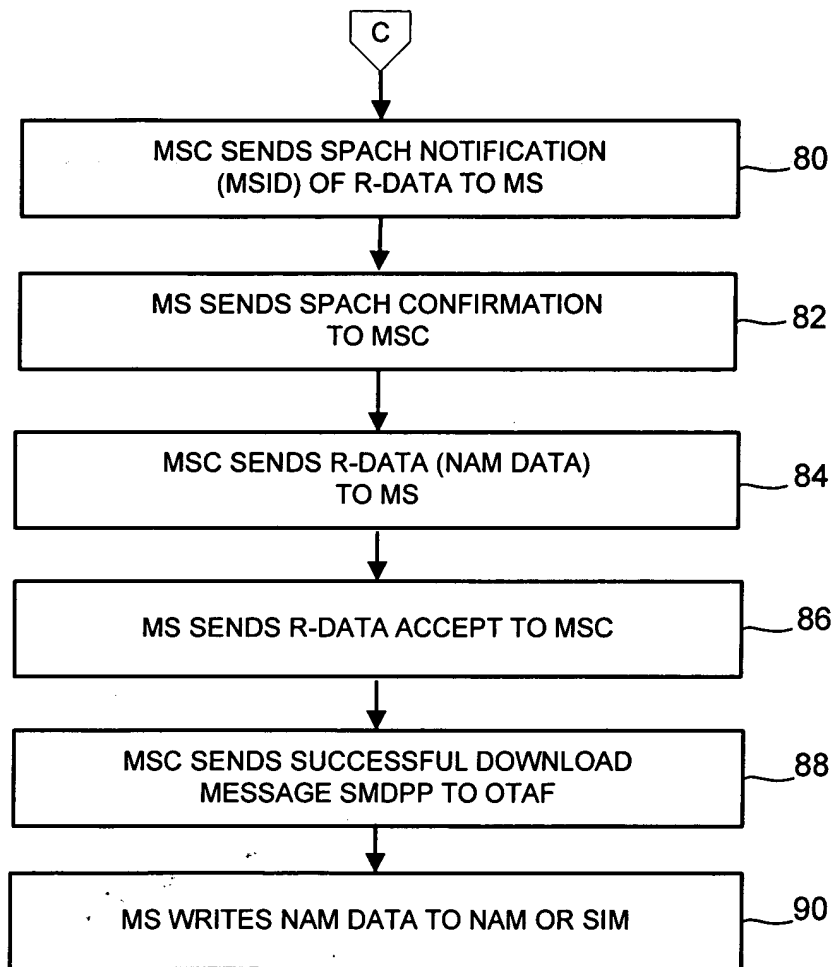 C
MSC SENDS SPACH NOTIFICATION
(MSID) OF R-DATA TO MS
80
MS SENDS SPACH CONFIRMATION
TO MSC
82
MSC SENDS R-DATA (NAM DATA)
TO MS
84
MS SENDS R-DATA ACCEPT TO MSC
86
MSC SENDS SUCCESSFUL DOWNLOAD
MESSAGE SMDPP TO OTAF
88
MS WRITES NAM DATA TO NAM OR SIM
90